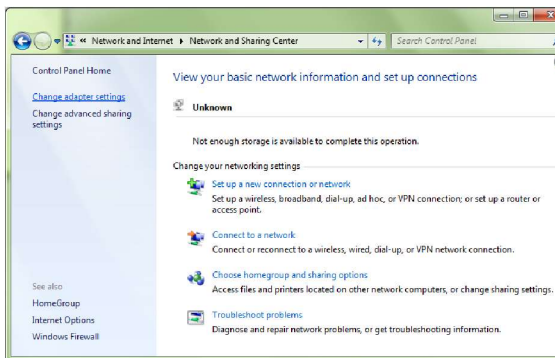 « Network and Internet ▸ Network and Sharing Center
Search Control Panel
Control Panel Home
Change adapter settings
Change advanced sharing
settings
See also
HomeGroup
Internet Options
Windows Firewall
View your basic network information and set up connections
Unknown
Not enough storage is available to complete this operation.
Change your networking settings
Set up a new connection or network
Set up a wireless, broadband, dial-up, ad hoc, or VPN connection; or set up a router or
access point.
Connect to a network
Connect or reconnect to a wireless, wired, dial-up, or VPN network connection.
Choose homegroup and sharing options
Access files and printers located on other network computers, or change sharing settings.
Troubleshoot problems
Diagnose and repair network problems, or get troubleshooting information.